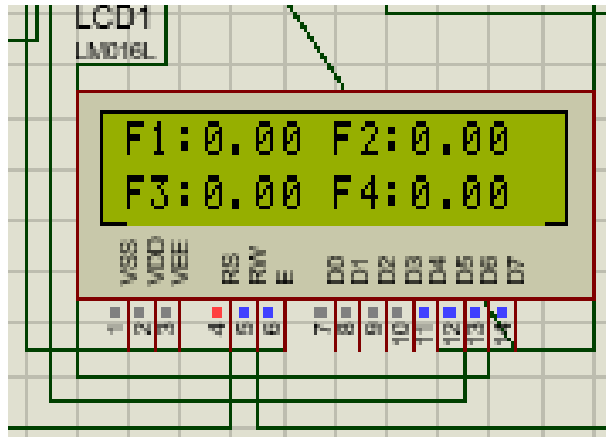 LCD1
LM016L
F1:0.00 F2:0.00
F3:0.00 F4:0.00
VSS VDD VEE RS RW E D0 D1 D2 D3 D4 D5 D6 D7
1 2 3 4 5 6 7 8 9 10 11 12 13 14